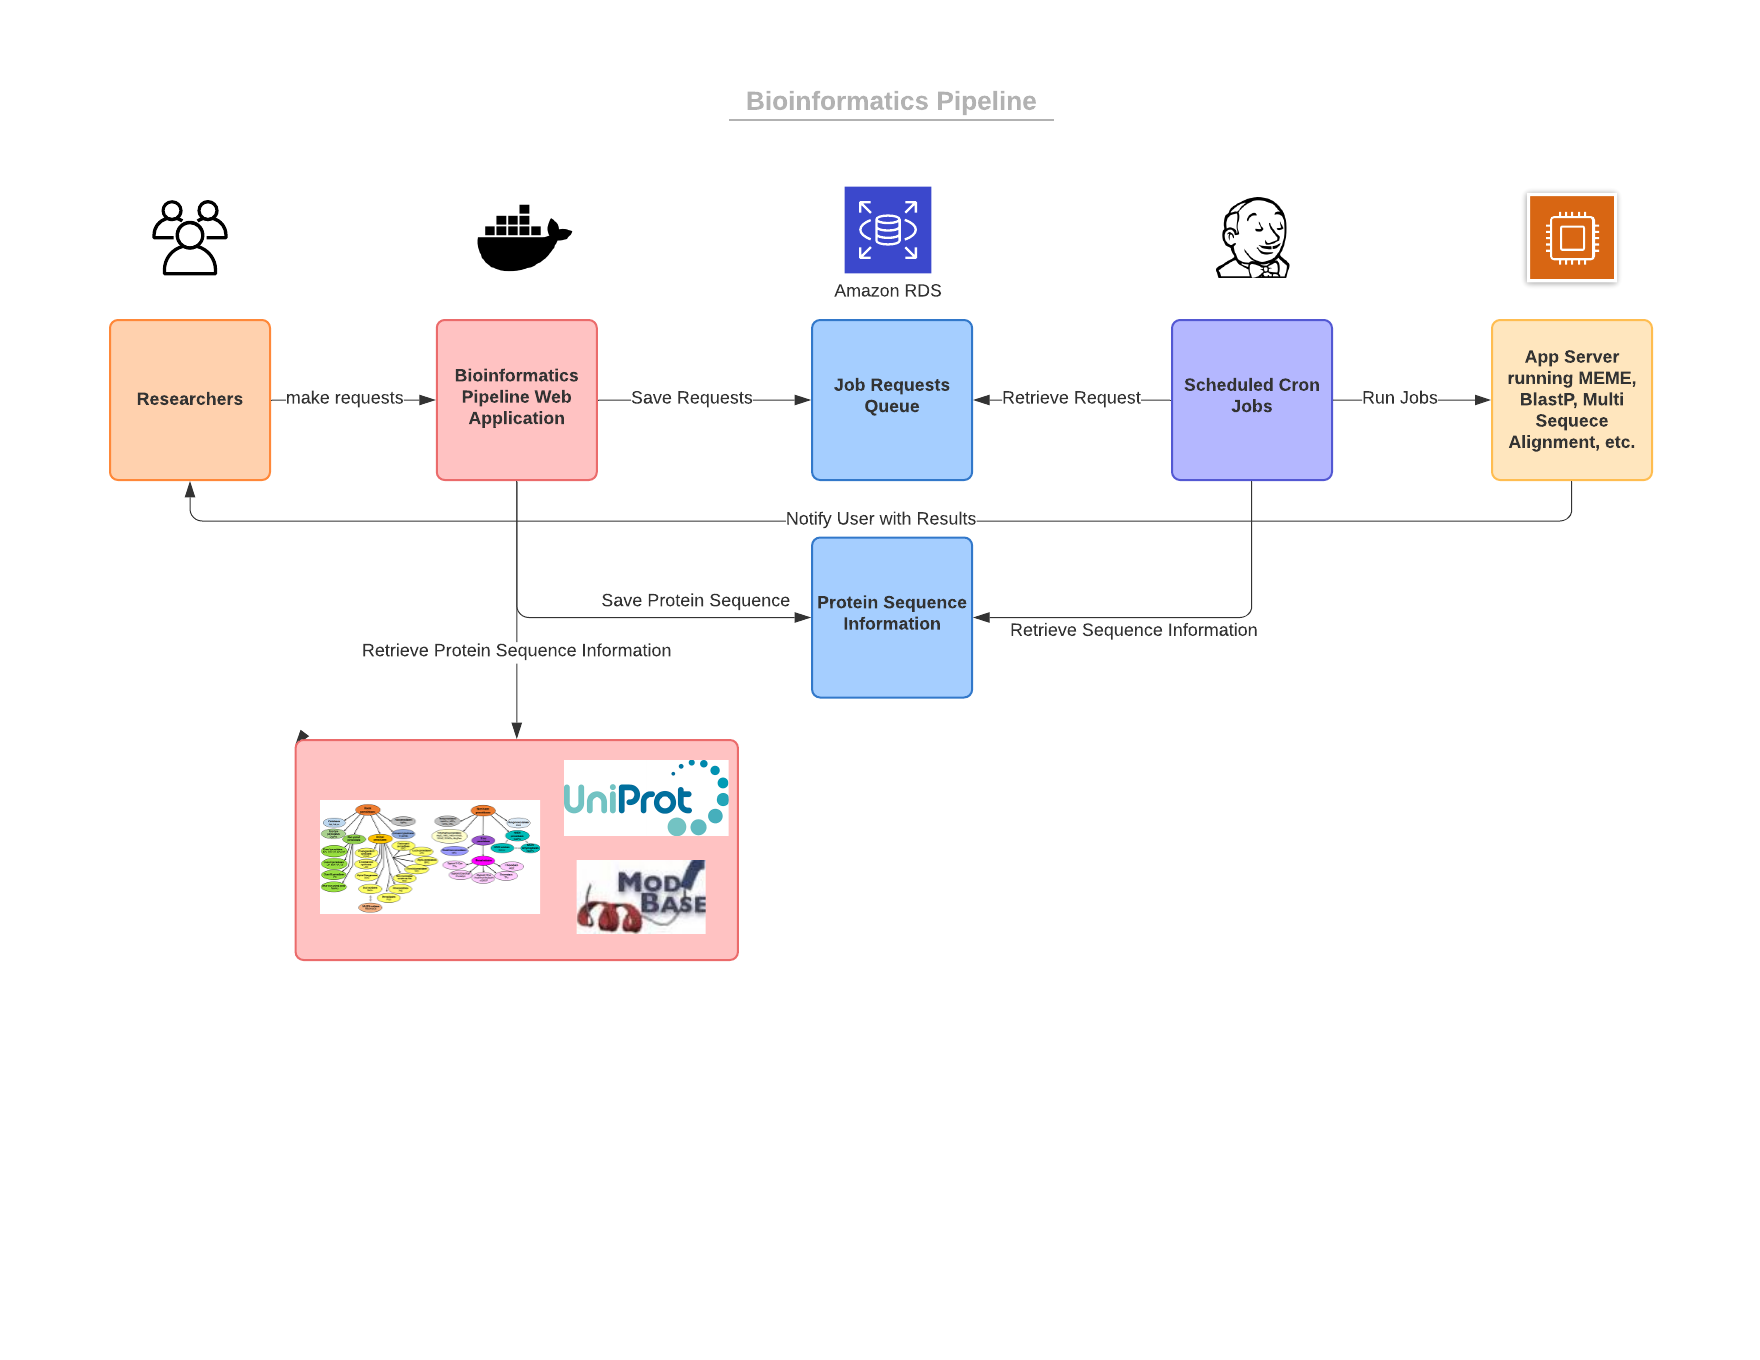 Bioinformatics Pipeline
Amazon RDS
Researchers
make requests
Bioinformatics
Pipeline Web
Application
Save Requests
Job Requests
Queue
Retrieve Request
Scheduled Cron
Jobs
Run Jobs
App Server
running MEME,
BlastP, Multi
Sequece
Alignment, etc.
Notify User with Results
Save Protein Sequence
Protein Sequence
Information
Retrieve Sequence Information
Retrieve Protein Sequence Information
UniProt
MODBASE